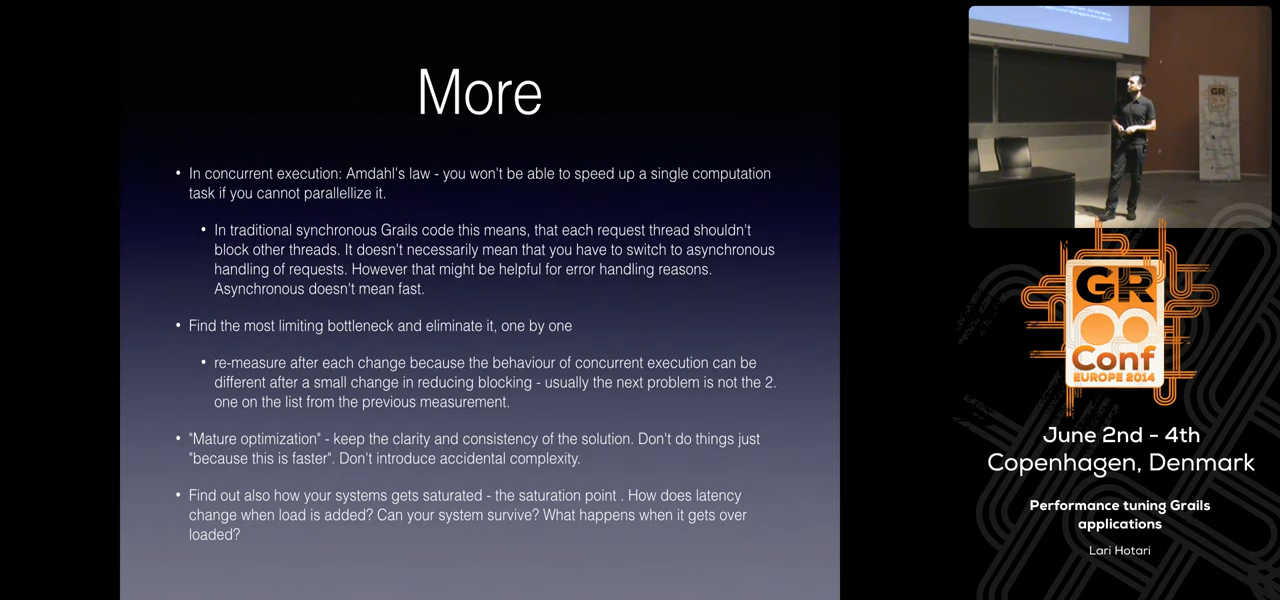 More
• In concurrent execution: Amdahl's law - you won't be able to speed up a single computation
task if you cannot parallellize it.
• In traditional synchronous Grails code this means, that each request thread shouldn't
block other threads. It doesn't necessarily mean that you have to switch to asynchronous
handling of requests. However that might be helpful for error handling reasons.
Asynchronous doesn't mean fast.
• Find the most limiting bottleneck and eliminate it, one by one
• re-measure after each change because the behaviour of concurrent execution can be
different after a small change in reducing blocking - usually the next problem is not the 2.
one on the list from the previous measurement.
• "Mature optimization" - keep the clarity and consistency of the solution. Don't do things just
"because this is faster". Don't introduce accidental complexity.
• Find out also how your systems gets saturated - the saturation point . How does latency
change when load is added? Can your system survive? What happens when it gets over
loaded?
GR
Conf
EUROPE 2014
June 2nd - 4th
Copenhagen, Denmark
Performance tuning Grails
applications
Lari Hotari